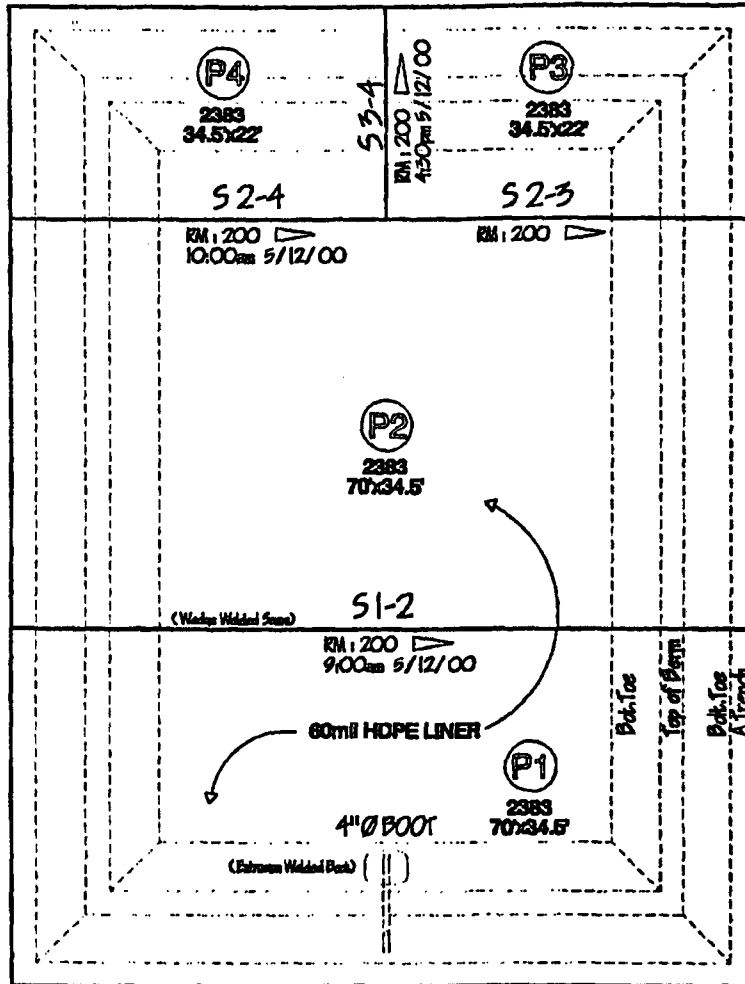 P4
2383
34.5'x22'
S3-4
RM: 200
4:30pm 5/12/00
P3
2383
34.5'x22'
S2-4
S2-3
RM: 200
10:00am 5/12/00
RM: 200
P2
2383
70'x34.5'
(Wedge Welded Seam)
S1-2
RM: 200
9:00am 5/12/00
Bot. Toe
Top of Berm
Bot. Toe
A Trench
60mil HDPE LINER
P1
2383
70'x34.5'
4"Ø BOOT
(Extrusion Welded Boot)